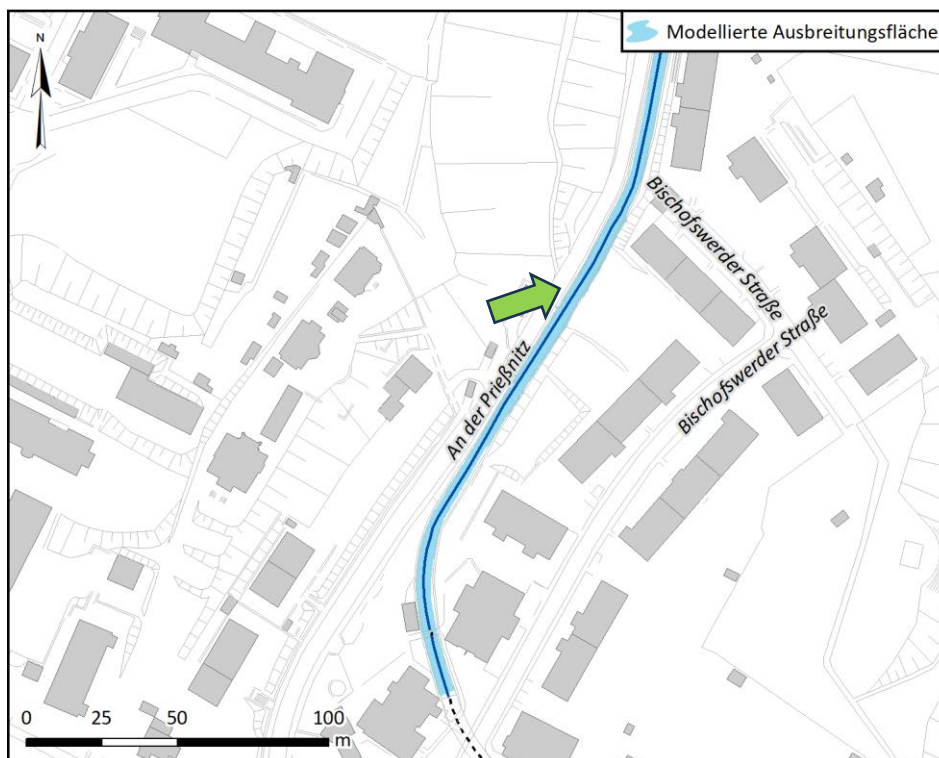 Modellierte Ausbreitungsfläche
N
Bischofswerder Straße
Bischofswerder Straße
An der Prießnitz
0 25 50 100
m